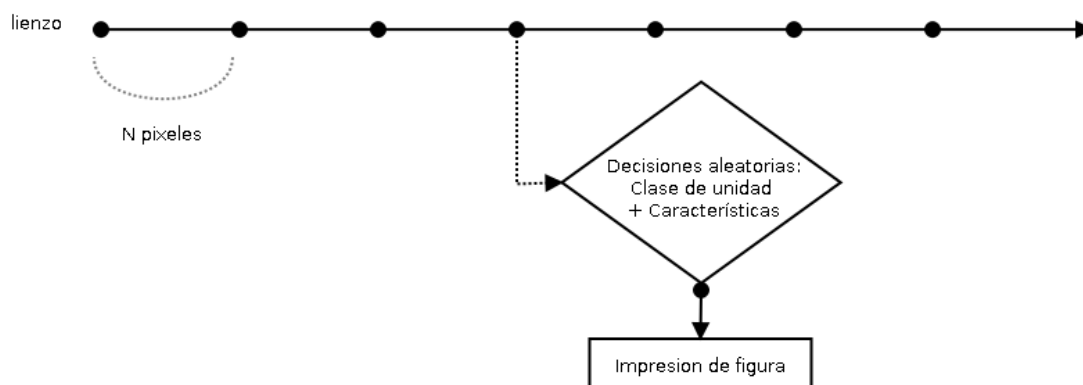 lienzo
N pixeles
Decisiones aleatorias:
Clase de unidad
+ Características
Impresion de figura